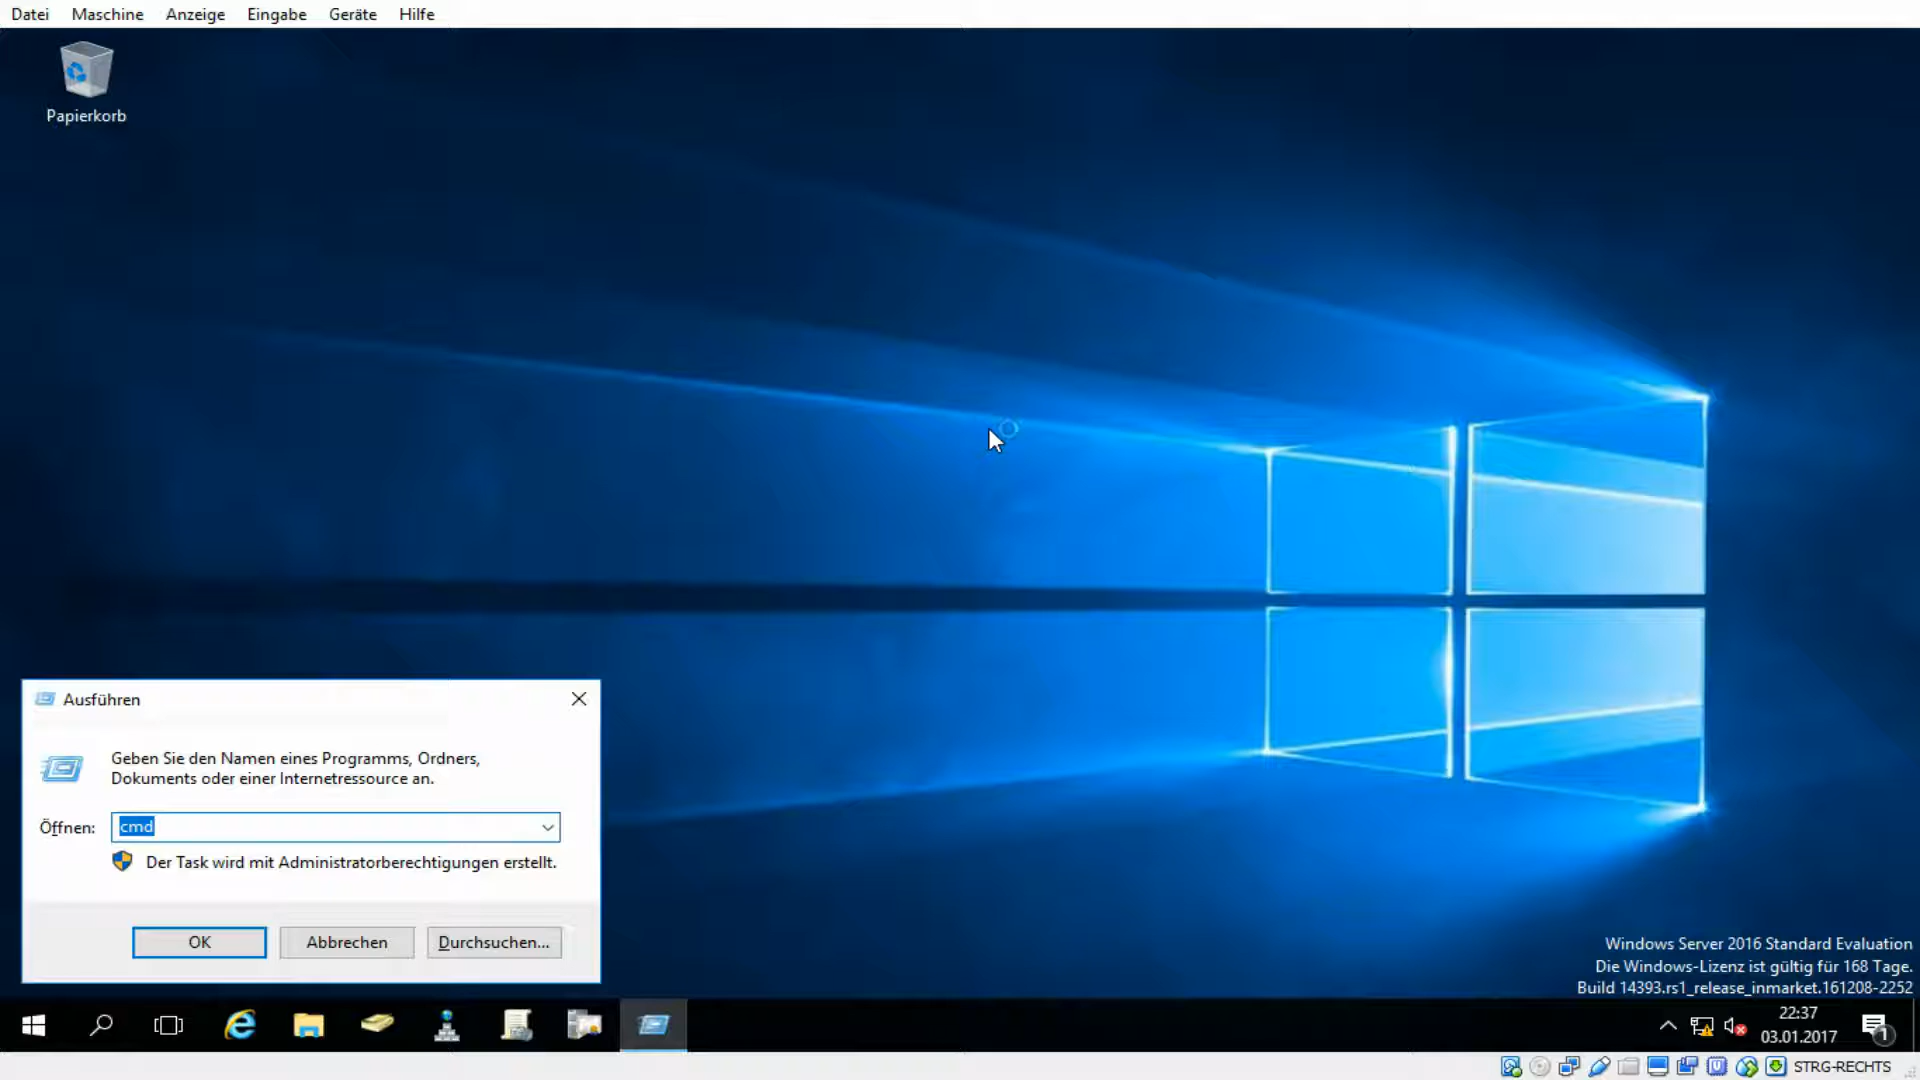 Datei Maschine Anzeige Eingabe Geräte Hilfe
Papierkorb
Ausführen
Geben Sie den Namen eines Programms, Ordners,
Dokuments oder einer Internetressource an.
Öffnen: cmd
Der Task wird mit Administratorberechtigungen erstellt.
OK Abbrechen Durchsuchen...
Windows Server 2016 Standard Evaluation
Die Windows-Lizenz ist gültig für 168 Tage.
Build 14393.rs1_release_inmarket.161208-2252
22:37
03.01.2017
1
STRG-RECHTS